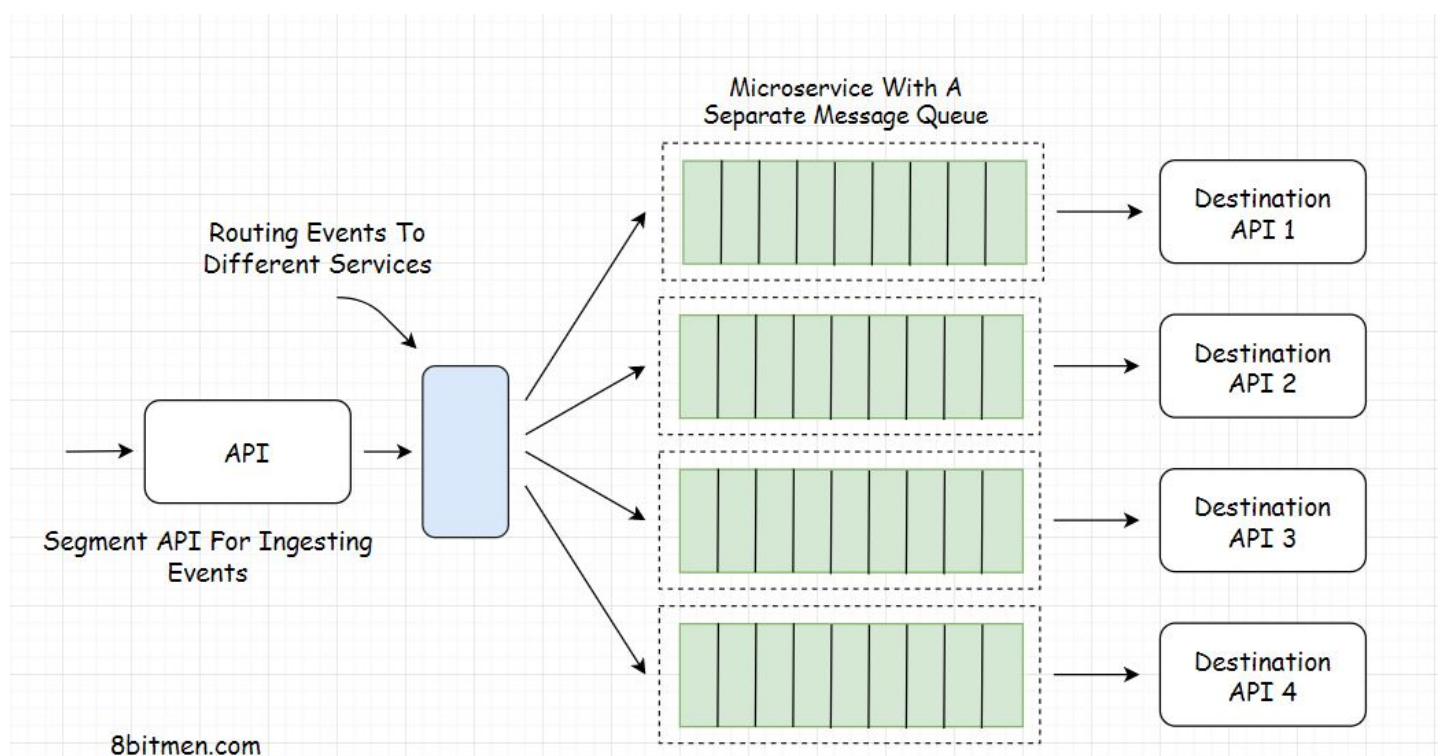 Microservice With A
Separate Message Queue
Routing Events To
Different Services
API
Segment API For Ingesting
Events
Destination
API 1
Destination
API 2
Destination
API 3
Destination
API 4
8bitmen.com